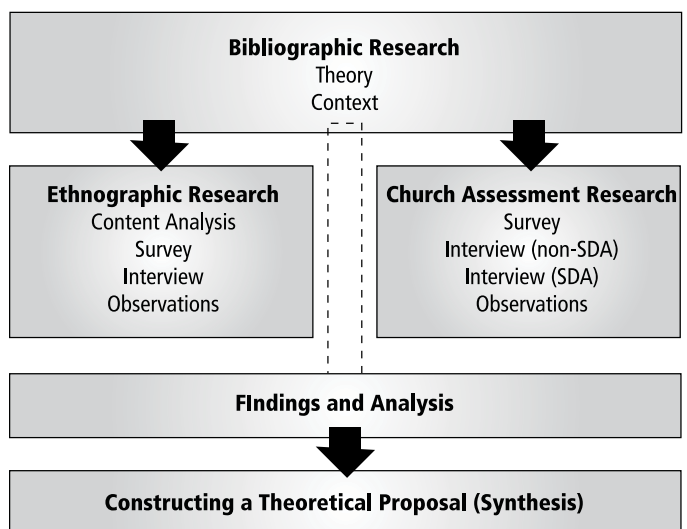 Bibliographic Research
Theory
Context
Ethnographic Research
Content Analysis
Survey
Interview
Observations
Church Assessment Research
Survey
Interview (non-SDA)
Interview (SDA)
Observations
FIndings and Analysis
Constructing a Theoretical Proposal (Synthesis)